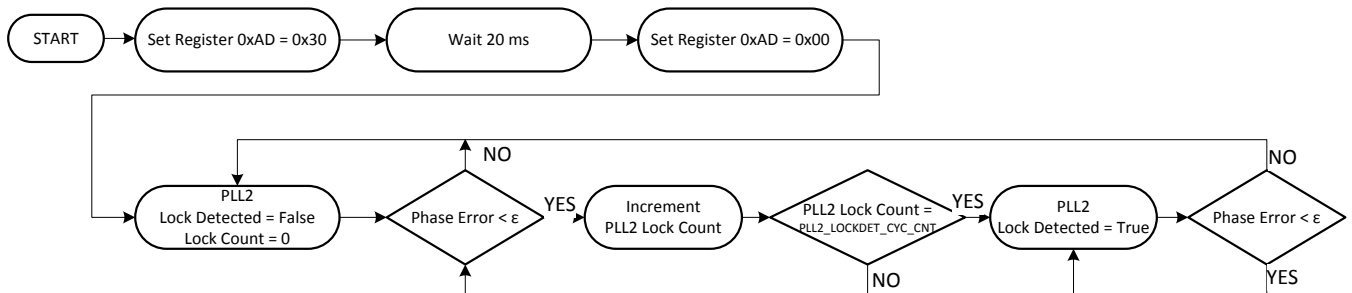 START
Set Register 0xAD = 0x30
Wait 20 ms
Set Register 0xAD = 0x00
NO
NO
PLL2
Lock Detected = False
Lock Count = 0
Phase Error < ε
YES
Increment
PLL2 Lock Count
PLL2 Lock Count =
PLL2_LOCKDET_CYC_CNT
YES
PLL2
Lock Detected = True
Phase Error < ε
NO
YES